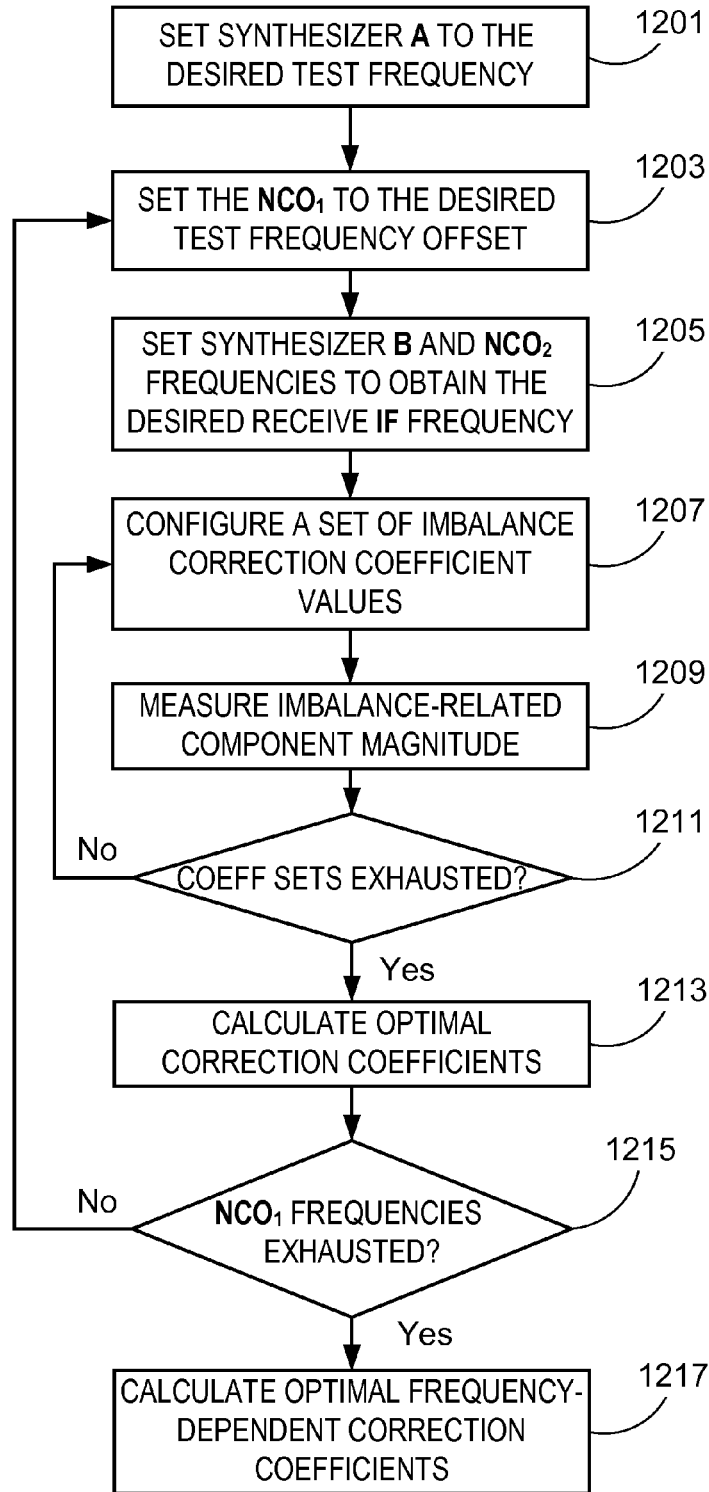 SET SYNTHESIZER A TO THE
DESIRED TEST FREQUENCY
1201
SET THE NCO₁ TO THE DESIRED
TEST FREQUENCY OFFSET
1203
SET SYNTHESIZER B AND NCO₂
FREQUENCIES TO OBTAIN THE
DESIRED RECEIVE IF FREQUENCY
1205
CONFIGURE A SET OF IMBALANCE
CORRECTION COEFFICIENT
VALUES
1207
MEASURE IMBALANCE-RELATED
COMPONENT MAGNITUDE
1209
COEFF SETS EXHAUSTED?
1211
No
Yes
CALCULATE OPTIMAL
CORRECTION COEFFICIENTS
1213
NCO₁ FREQUENCIES
EXHAUSTED?
1215
No
Yes
CALCULATE OPTIMAL FREQUENCY-
DEPENDENT CORRECTION
COEFFICIENTS
1217